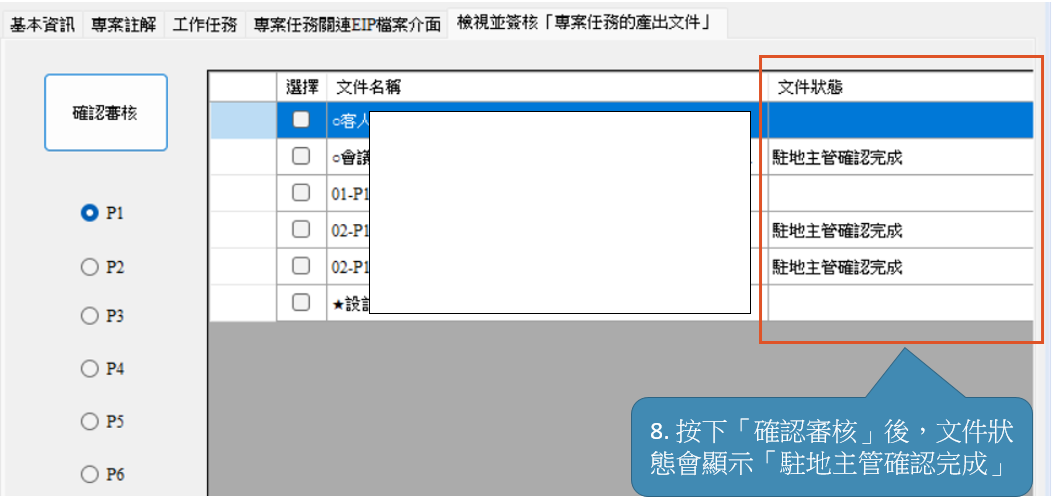 基本資訊 專案註解 工作任務 專案任務關連EIP檔案介面 檢視並簽核「專案任務的產出文件」
確認審核
選擇 文件名稱 文件狀態
○客人
○會議 駐地主管確認完成
01-P1
02-P1 駐地主管確認完成
02-P1 駐地主管確認完成
★設計
P1
P2
P3
P4
P5
P6
8. 按下「確認審核」後，文件狀
態會顯示「駐地主管確認完成」